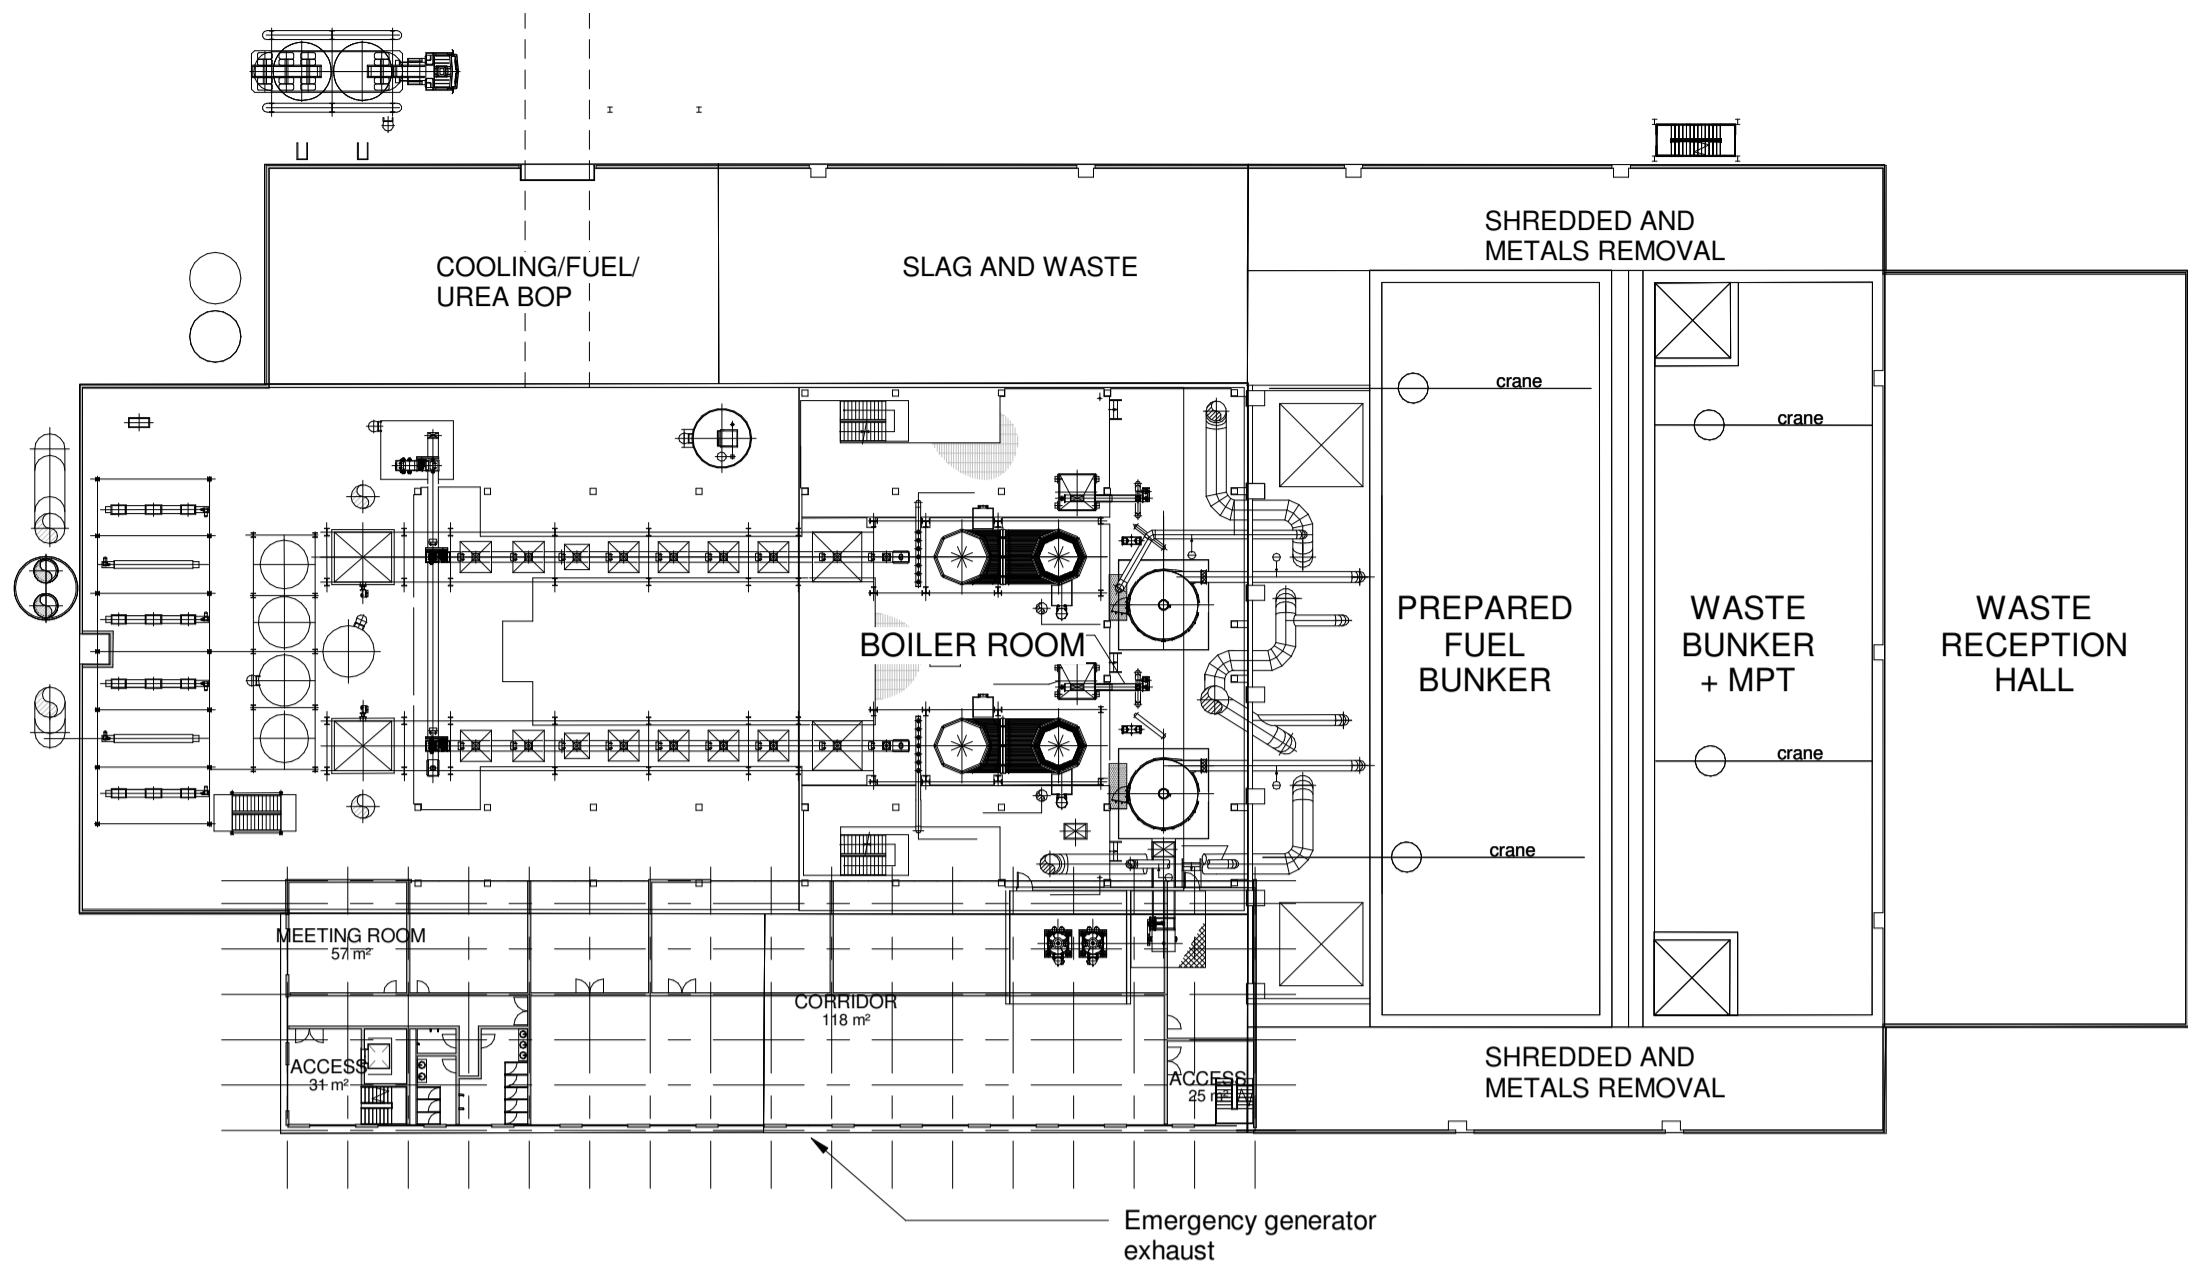 SHREDDED AND
METALS REMOVAL
COOLING/FUEL/
UREA BOP
SLAG AND WASTE
crane
crane
PREPARED
FUEL
BUNKER
WASTE
BUNKER
+ MPT
WASTE
RECEPTION
HALL
BOILER ROOM
crane
crane
MEETING ROOM
57 m²
CORRIDOR
118 m²
ACCESS
31 m²
ACCESS
25 m²
SHREDDED AND
METALS REMOVAL
Emergency generator
exhaust